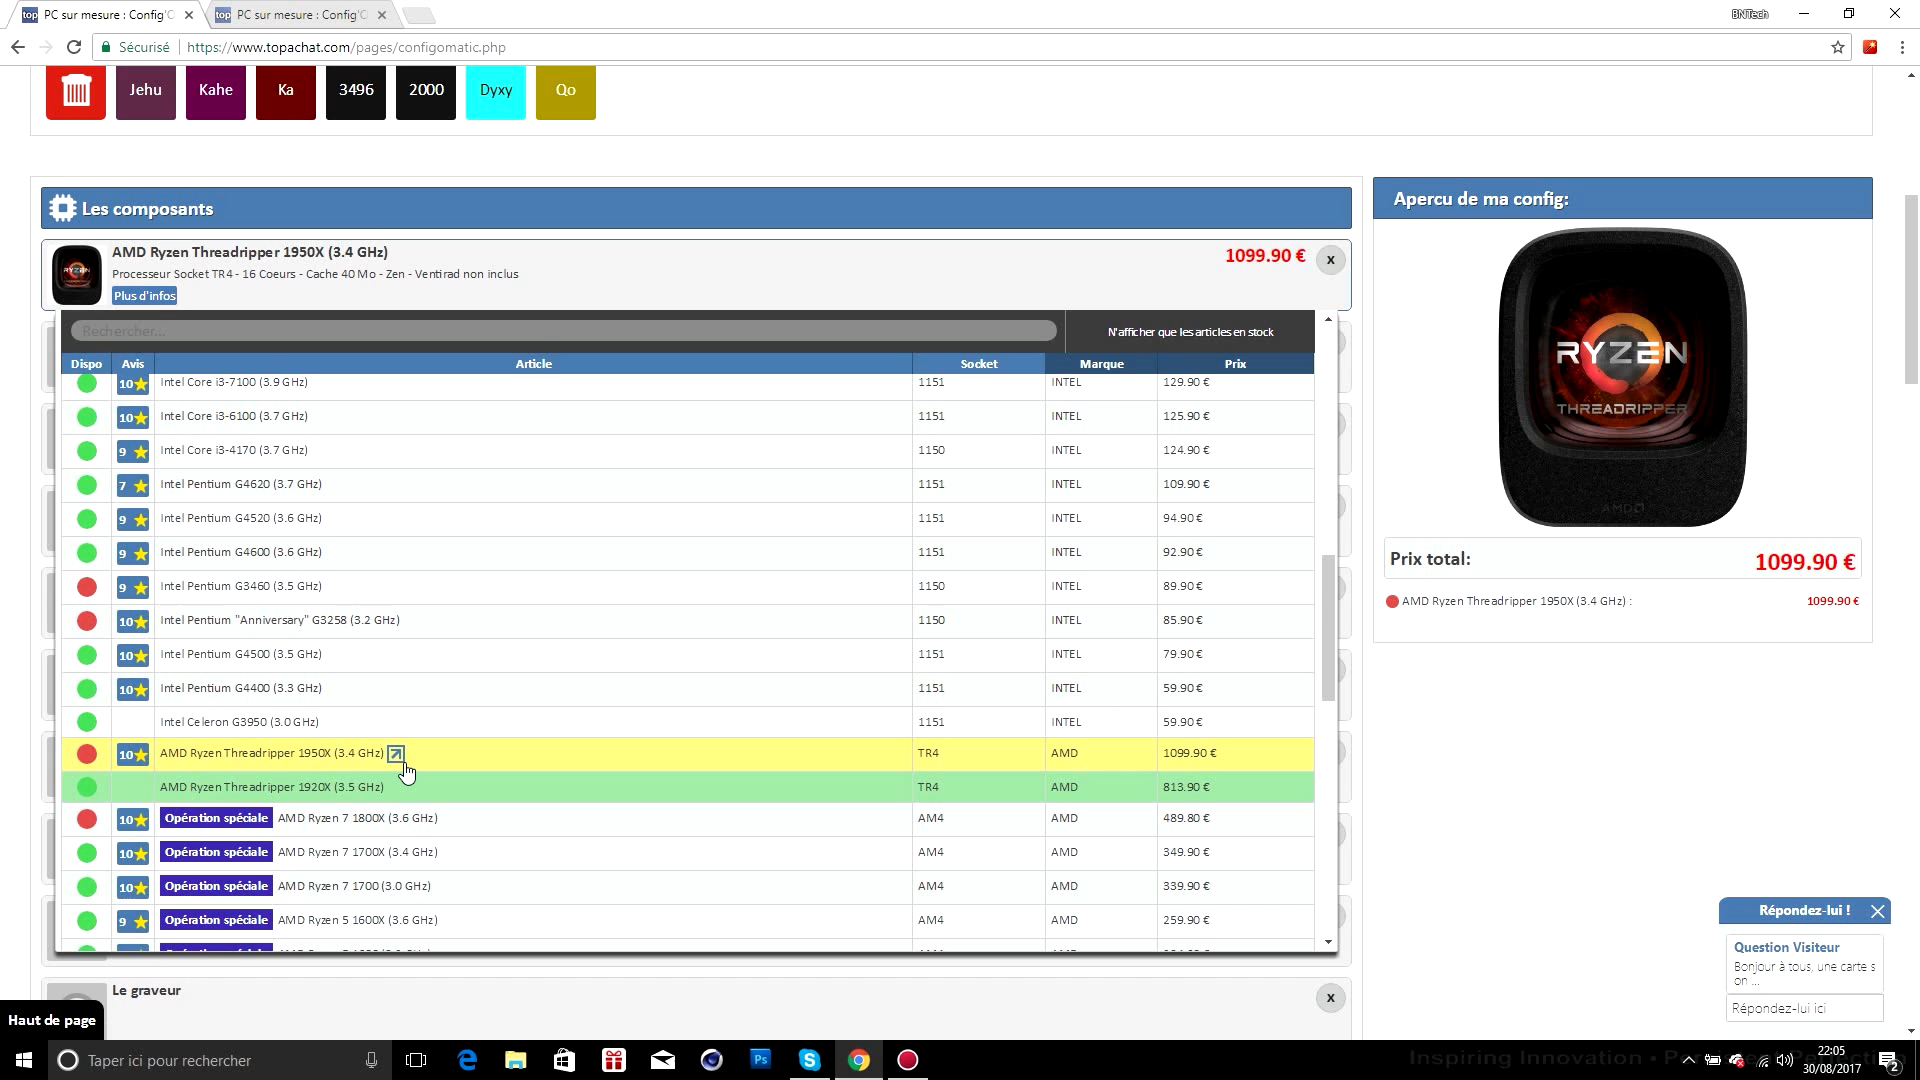 top PC sur mesure : Config'O
top PC sur mesure : Config'O
BNTech
Sécurisé https://www.topachat.com/pages/configomatic.php
Jehu Kahe Ka 3496 2000 Dyxy Qo
Les composants
AMD Ryzen Threadripper 1950X (3.4 GHz) 1099.90 € x
Processeur Socket TR4 - 16 Coeurs - Cache 40 Mo - Zen - Ventirad non inclus
Plus d'infos
Rechercher... N'afficher que les articles en stock
Dispo Avis Article Socket Marque Prix
10 Intel Core i3-7100 (3.9 GHz) 1151 INTEL 129.90 €
10 Intel Core i3-6100 (3.7 GHz) 1151 INTEL 125.90 €
9 Intel Core i3-4170 (3.7 GHz) 1150 INTEL 124.90 €
7 Intel Pentium G4620 (3.7 GHz) 1151 INTEL 109.90 €
9 Intel Pentium G4520 (3.6 GHz) 1151 INTEL 94.90 €
9 Intel Pentium G4600 (3.6 GHz) 1151 INTEL 92.90 €
9 Intel Pentium G3460 (3.5 GHz) 1150 INTEL 89.90 €
10 Intel Pentium "Anniversary" G3258 (3.2 GHz) 1150 INTEL 85.90 €
10 Intel Pentium G4500 (3.5 GHz) 1151 INTEL 79.90 €
10 Intel Pentium G4400 (3.3 GHz) 1151 INTEL 59.90 €
Intel Celeron G3950 (3.0 GHz) 1151 INTEL 59.90 €
10 AMD Ryzen Threadripper 1950X (3.4 GHz) TR4 AMD 1099.90 €
AMD Ryzen Threadripper 1920X (3.5 GHz) TR4 AMD 813.90 €
10 Opération spéciale AMD Ryzen 7 1800X (3.6 GHz) AM4 AMD 489.80 €
10 Opération spéciale AMD Ryzen 7 1700X (3.4 GHz) AM4 AMD 349.90 €
10 Opération spéciale AMD Ryzen 7 1700 (3.0 GHz) AM4 AMD 339.90 €
9 Opération spéciale AMD Ryzen 5 1600X (3.6 GHz) AM4 AMD 259.90 €
Le graveur x
Haut de page
Apercu de ma config:
RYZEN
THREADRIPPER
AMD
Prix total: 1099.90 €
AMD Ryzen Threadripper 1950X (3.4 GHz) : 1099.90 €
Répondez-lui !
Question Visiteur
Bonjour à tous, une carte s
on ...
Répondez-lui ici
Taper ici pour rechercher
Ps
Inspiring Innovation •
22:05
30/08/2017
2